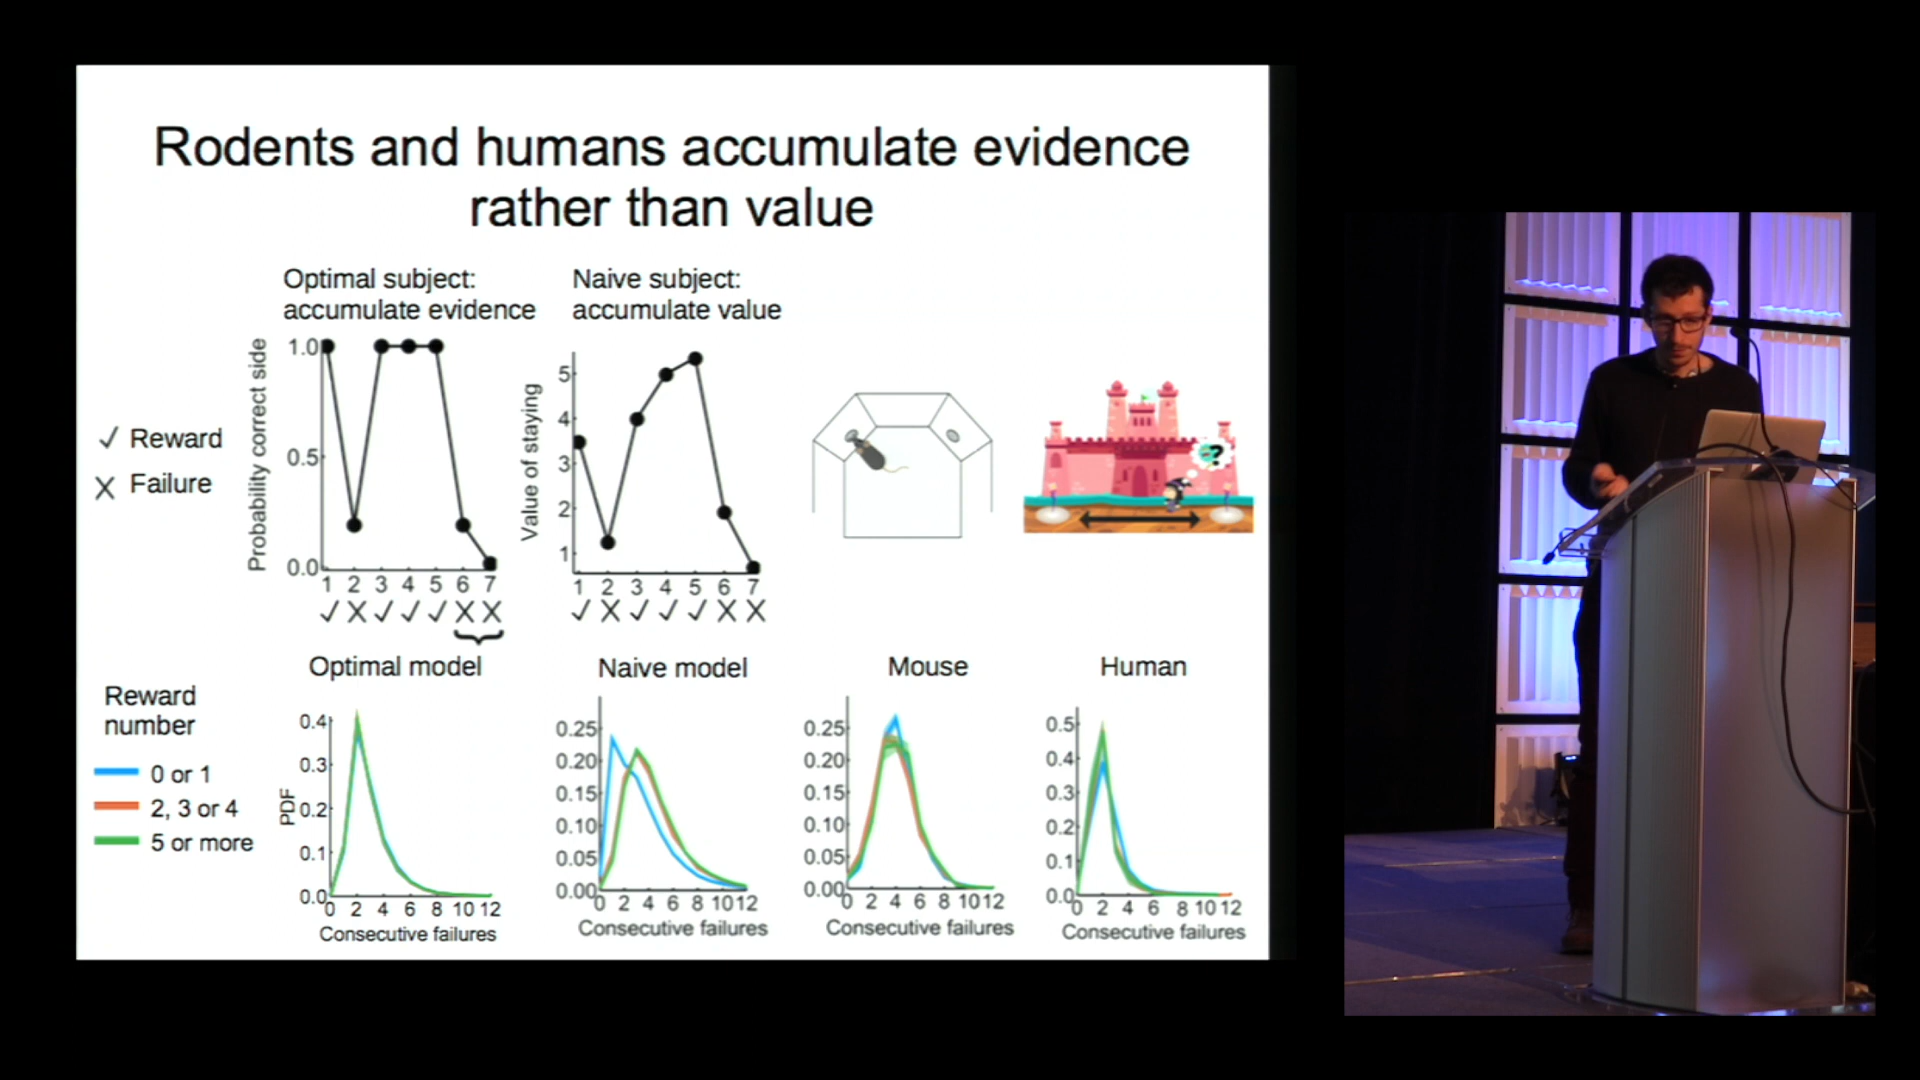 Rodents and humans accumulate evidence
rather than value
Optimal subject:
accumulate evidence
Naive subject:
accumulate value
✓ Reward
X Failure
Probability correct side
1.0
0.5
0.0
1 2 3 4 5 6 7
✓ X ✓ ✓ ✓ X X
Value of staying
5
4
3
2
1
1 2 3 4 5 6 7
✓ X ✓ ✓ ✓ X X
?
Reward
number
0 or 1
2, 3 or 4
5 or more
Optimal model
PDF
0.4
0.3
0.2
0.1
0.0
0 2 4 6 8 10 12
Consecutive failures
Naive model
0.25
0.20
0.15
0.10
0.05
0.00
0 2 4 6 8 10 12
Consecutive failures
Mouse
0.25
0.20
0.15
0.10
0.05
0.00
0 2 4 6 8 10 12
Consecutive failures
Human
0.5
0.4
0.3
0.2
0.1
0.0
0 2 4 6 8 10 12
Consecutive failures